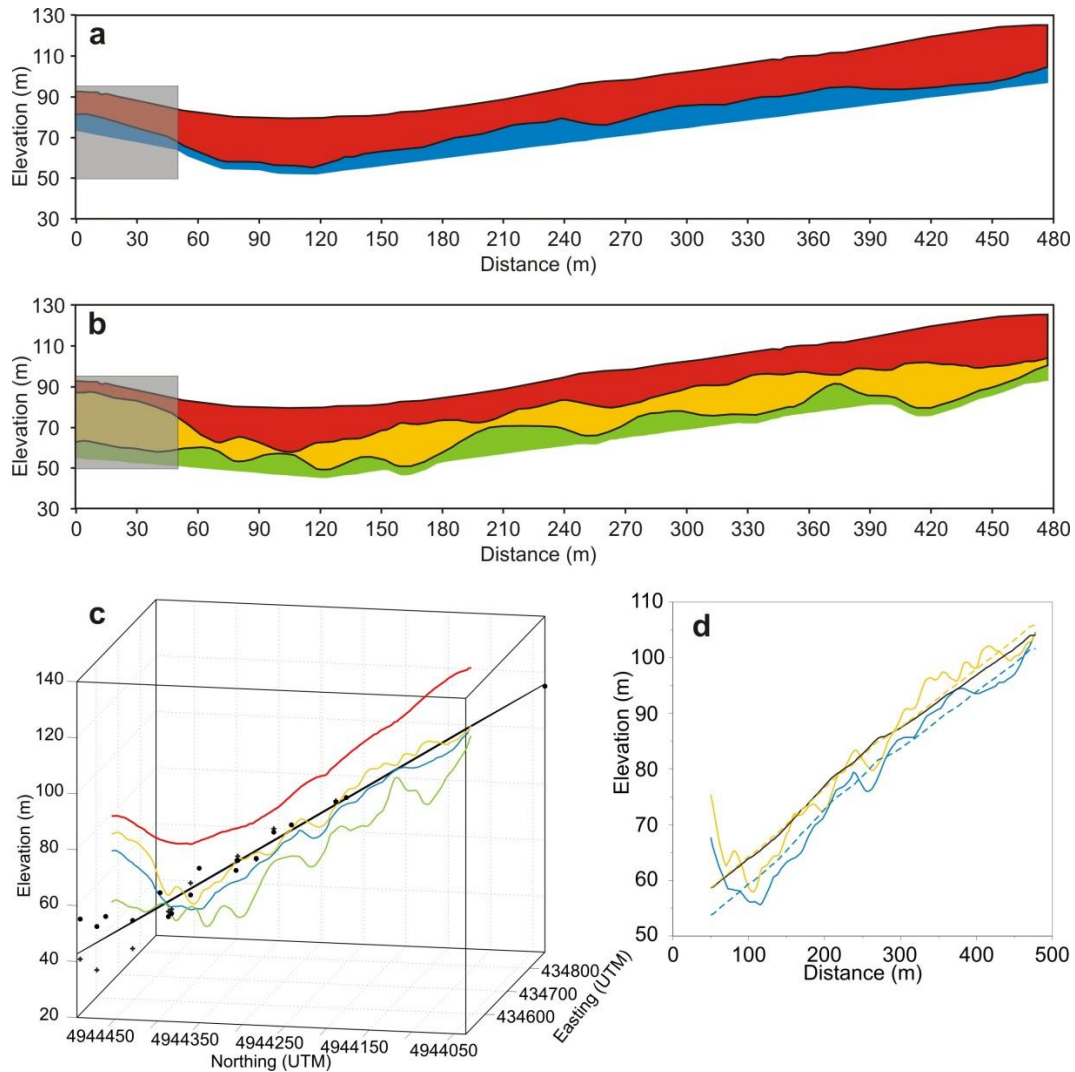 a
130
110
90
70
50
30
Elevation (m)
0 30 60 90 120 150 180 210 240 270 300 330 360 390 420 450 480
Distance (m)
b
130
110
90
70
50
30
Elevation (m)
0 30 60 90 120 150 180 210 240 270 300 330 360 390 420 450 480
Distance (m)
c
140
120
100
80
60
40
20
Elevation (m)
4944450 4944350 4944250 4944150 4944050
Northing (UTM)
434800
434700
434600
Easting (UTM)
d
110
100
90
80
70
60
50
Elevation (m)
0 100 200 300 400 500
Distance (m)